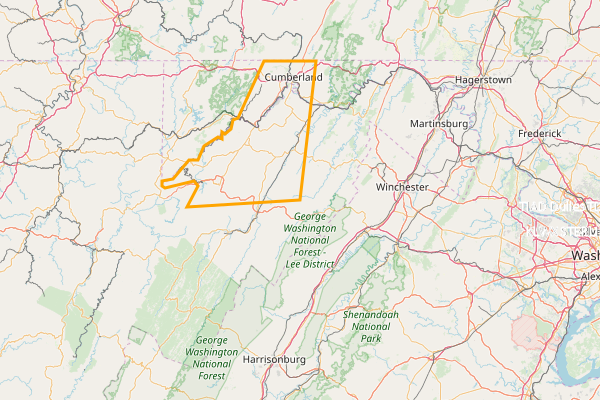 Cumberland
Hagerstown
Martinsburg
Frederick
Winchester
George
Washington
National
Forest -
Lee District
Wash
Alex
Shenandoah
National
Park
George
Washington
National
Forest
Harrisonburg